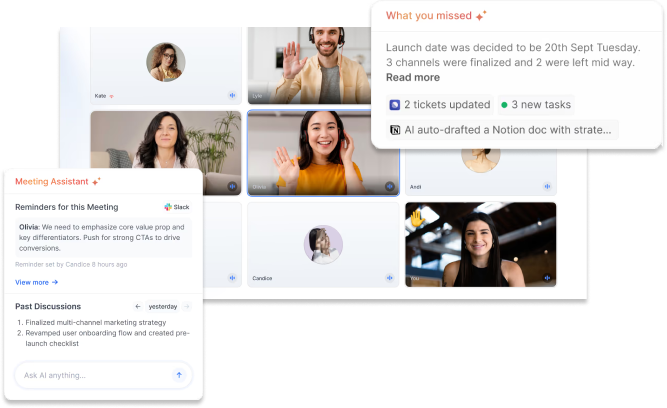 What you missed
Launch date was decided to be 20th Sept Tuesday.
3 channels were finalized and 2 were left mid way.
Read more
2 tickets updated
3 new tasks
AI auto-drafted a Notion doc with strate...
Kate
Lyle
Olivia
Andi
Candice
You
Meeting Assistant
Reminders for this Meeting
Slack
Olivia: We need to emphasize core value prop and
key differentiators. Push for strong CTAs to drive
conversions.
Reminder set by Candice 8 hours ago
View more →
Past Discussions
← yesterday →
1. Finalized multi-channel marketing strategy
2. Revamped user onboarding flow and created pre-
launch checklist
Ask AI anything...